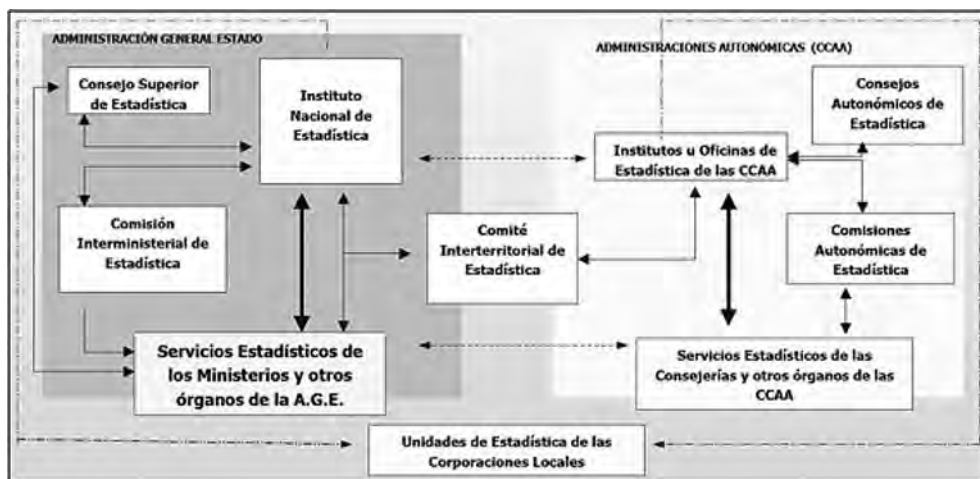 ADMINISTRACIÓN GENERAL ESTADO
Consejo Superior
de Estadística
Instituto
Nacional de
Estadística
Comisión
Interministerial de
Estadística
Servicios Estadísticos de
los Ministerios y otros
órganos de la A.G.E.
Comité
Interterritorial de
Estadística
ADMINISTRACIONES AUTONÓMICAS (CCAA)
Consejos
Autonómicos de
Estadística
Institutos u Oficinas de
Estadística de las CCAA
Comisiones
Autonómicas de
Estadística
Servicios Estadísticos de las
Consejerías y otros órganos de las
CCAA
Unidades de Estadística de las
Corporaciones Locales